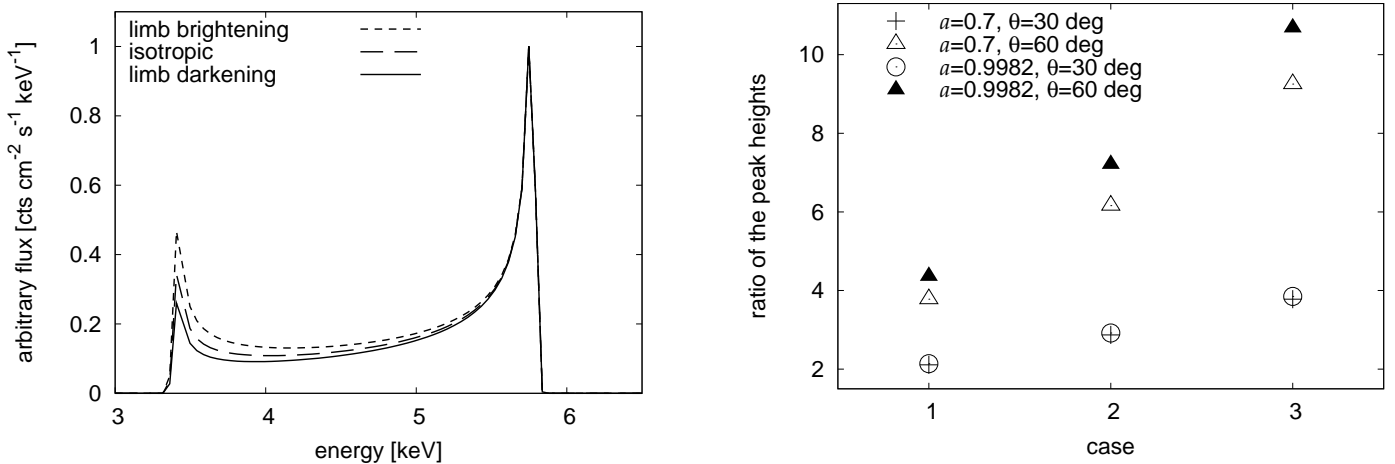 limb brightening
isotropic
limb darkening
1
0.8
0.6
0.4
0.2
0
arbitrary flux [cts cm⁻² s⁻¹ keV⁻¹]
3
4
5
6
energy [keV]
a=0.7, θ=30 deg
a=0.7, θ=60 deg
a=0.9982, θ=30 deg
a=0.9982, θ=60 deg
10
8
6
4
2
ratio of the peak heights
1
2
3
case